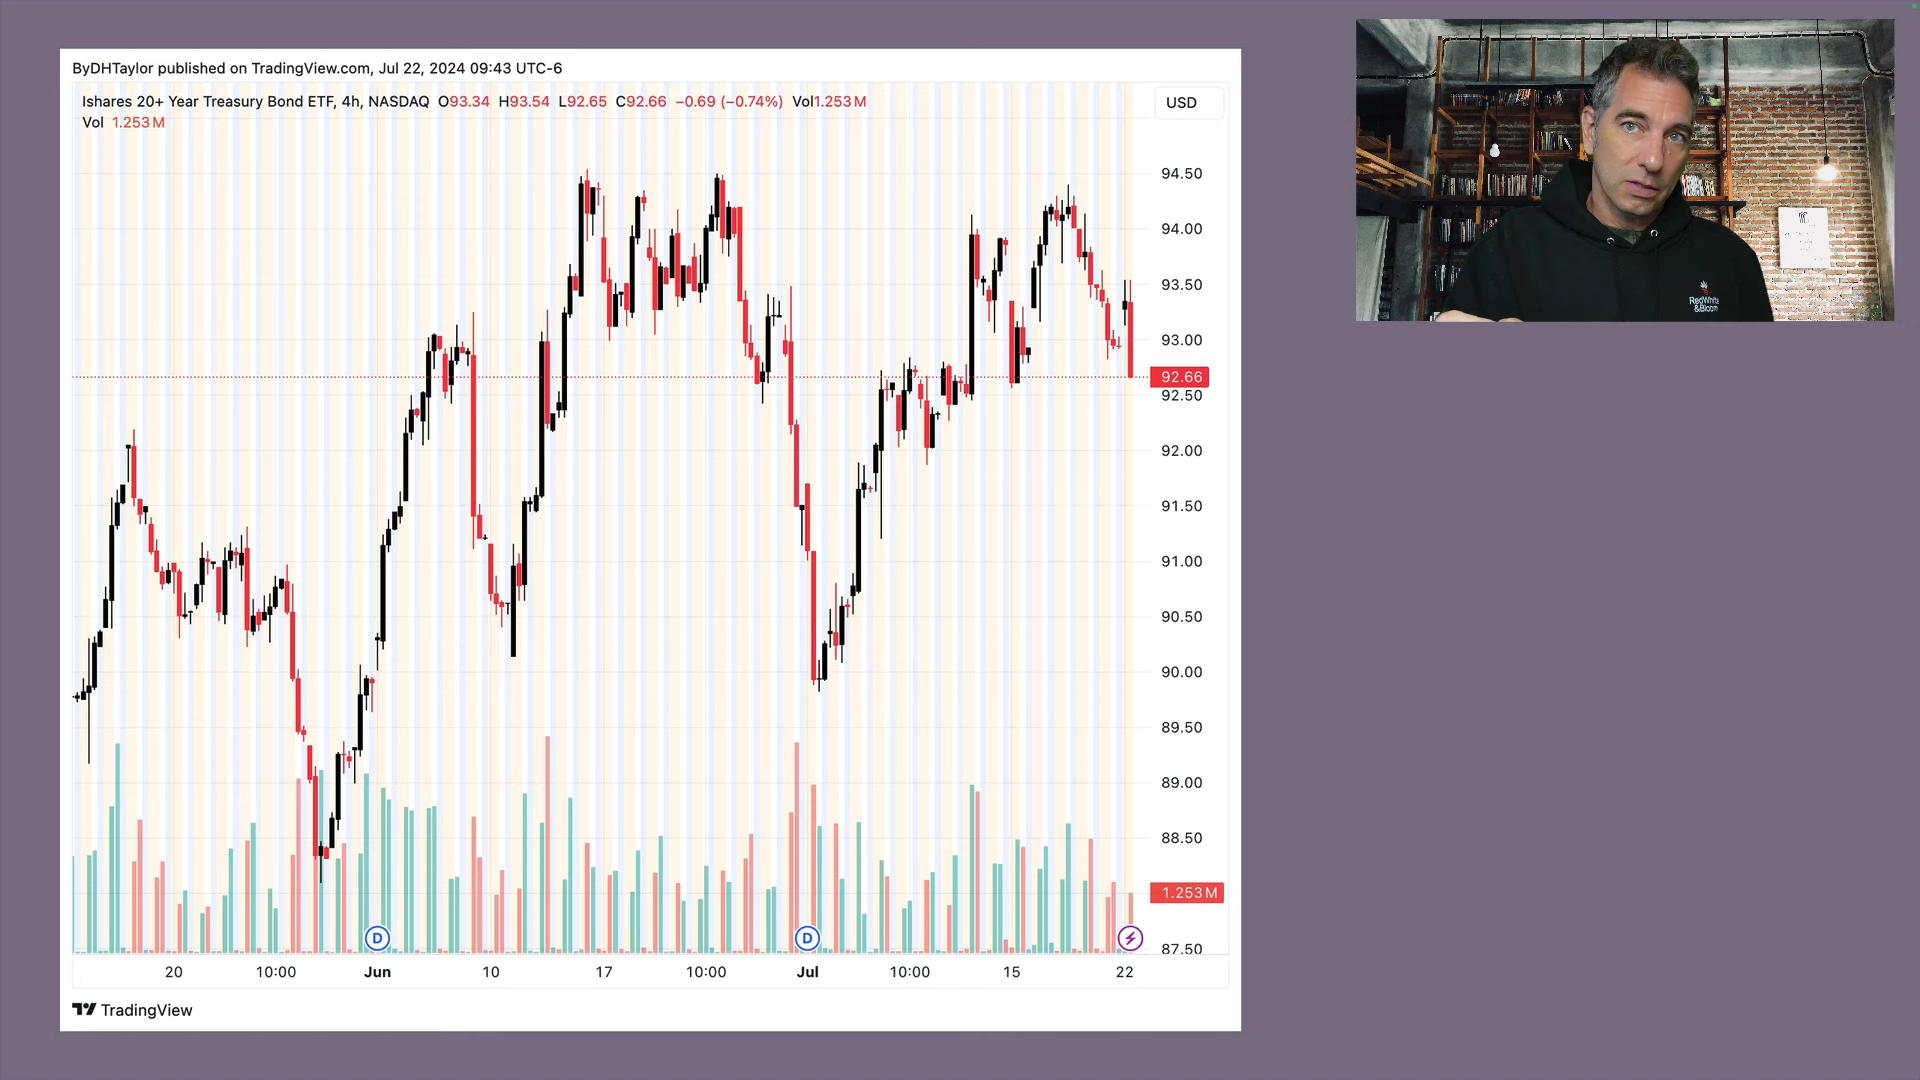 ByDHTaylor published on TradingView.com, Jul 22, 2024 09:43 UTC-6
Ishares 20+ Year Treasury Bond ETF, 4h, NASDAQ O93.34 H93.54 L92.65 C92.66 −0.69 (−0.74%) Vol1.253 M
Vol 1.253 M
USD
94.50
94.00
93.50
93.00
92.66
92.50
92.00
91.50
91.00
90.50
90.00
89.50
89.00
88.50
1.253 M
87.50
D
D
20
10:00
Jun
10
17
10:00
Jul
10:00
15
22
TradingView
RedWhite
&Bloom